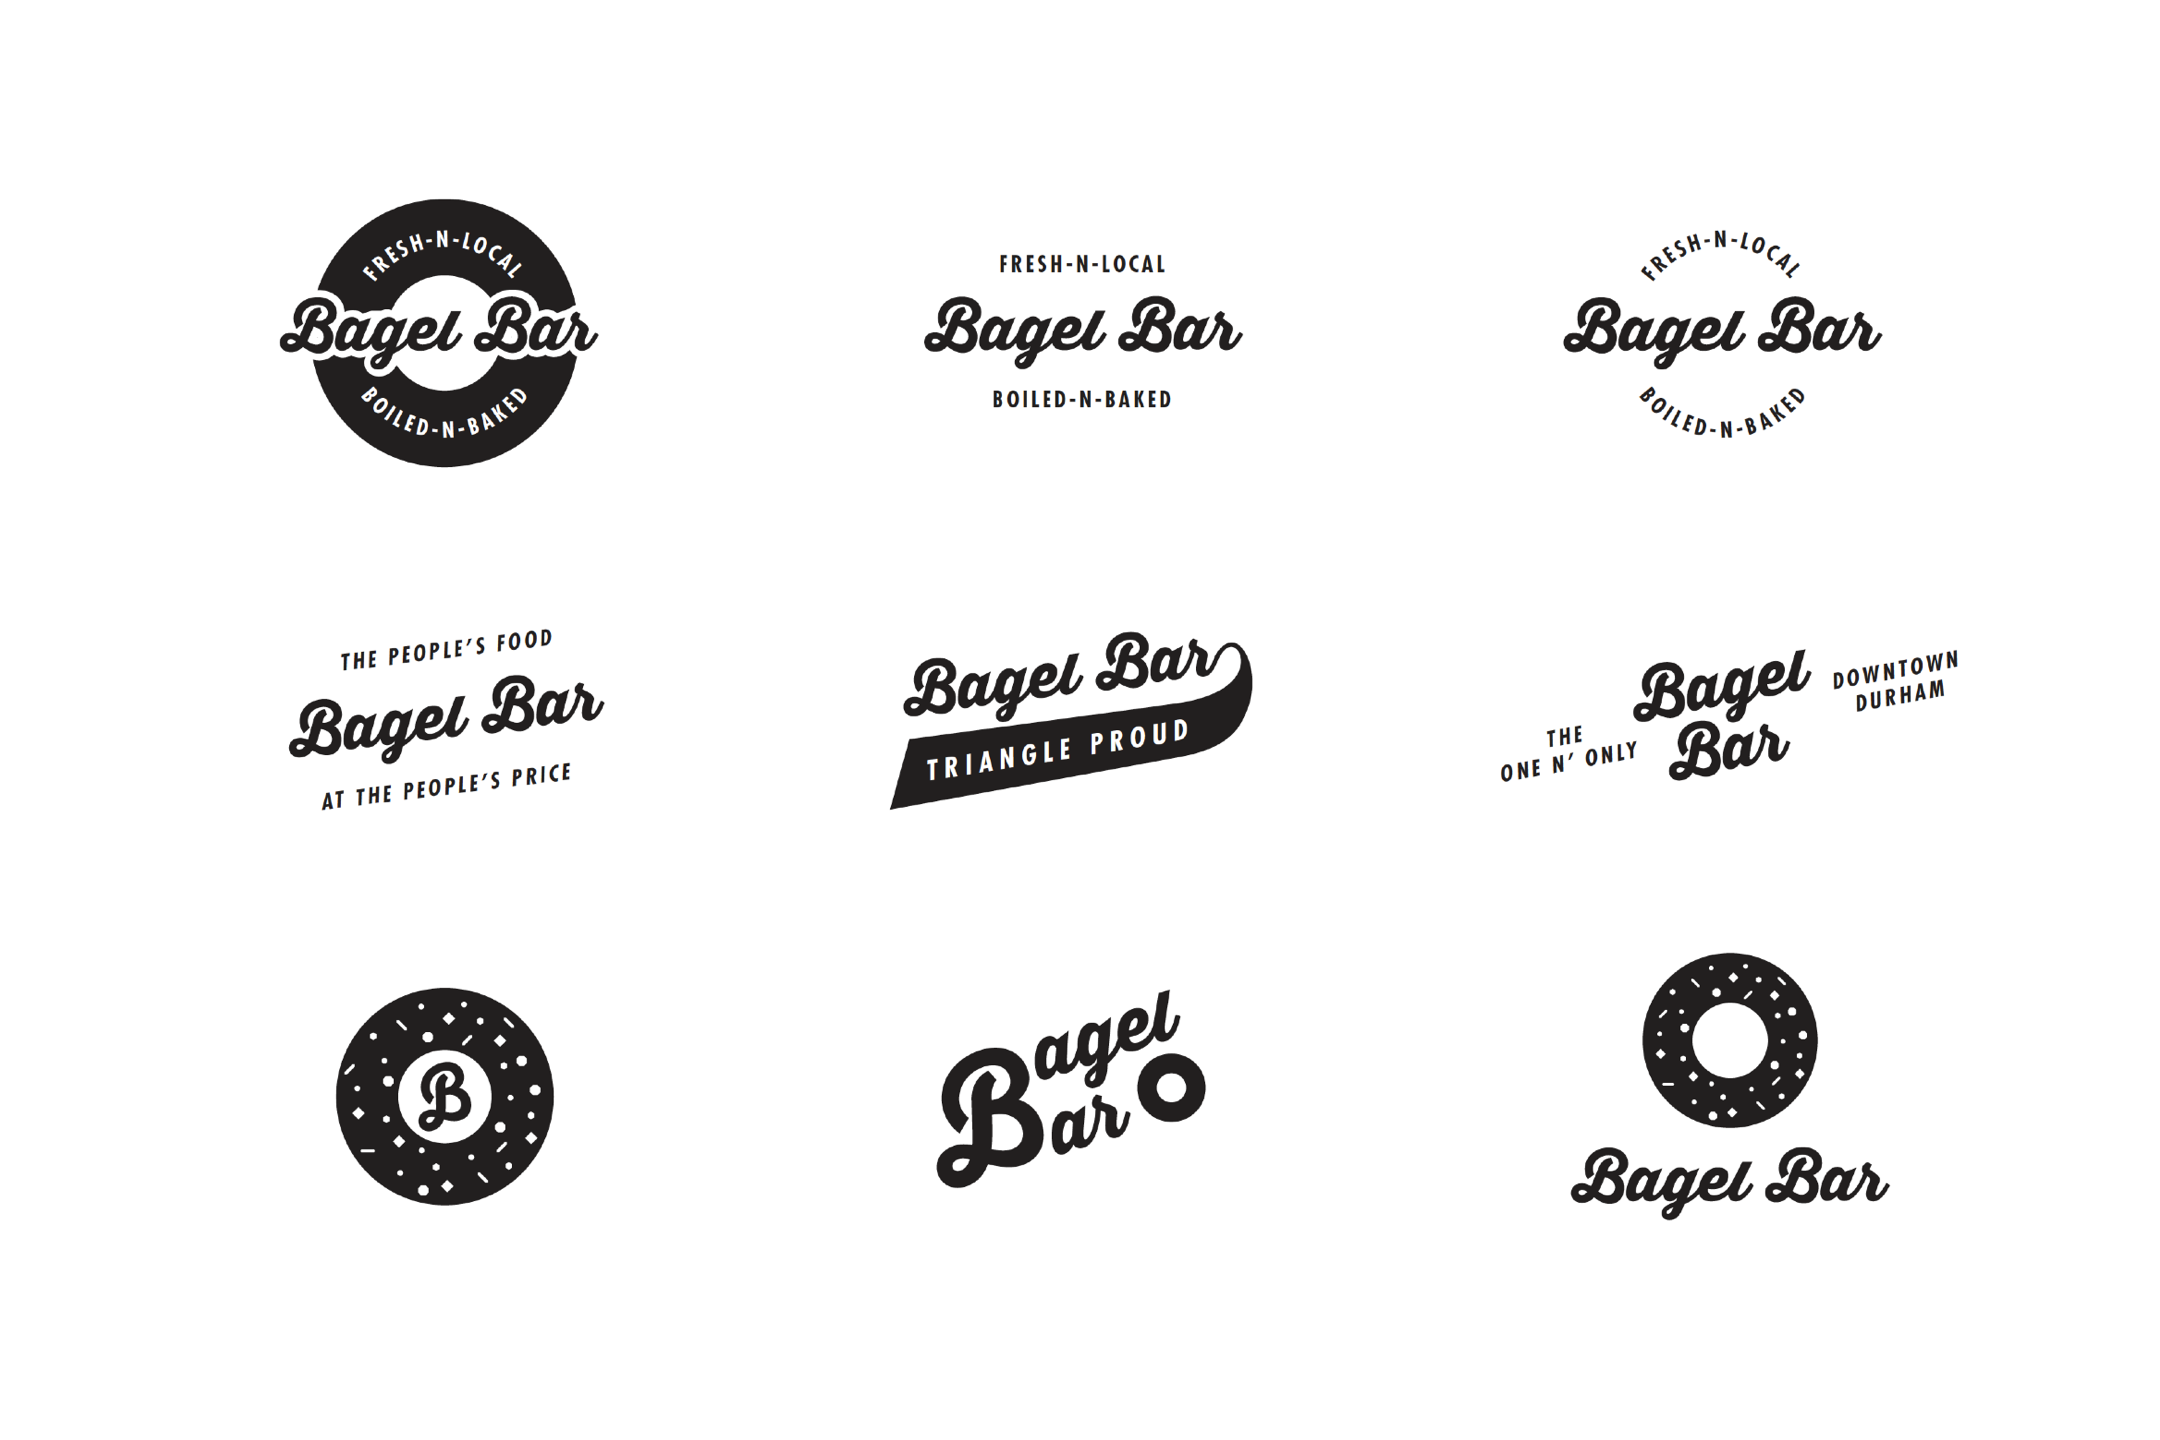 FRESH-N-LOCAL
Bagel Bar
BOILED-N-BAKED
FRESH-N-LOCAL
Bagel Bar
BOILED-N-BAKED
FRESH-N-LOCAL
Bagel Bar
BOILED-N-BAKED
THE PEOPLE'S FOOD
Bagel Bar
AT THE PEOPLE'S PRICE
Bagel Bar
TRIANGLE PROUD
THE
ONE N' ONLY
Bagel
Bar
DOWNTOWN
DURHAM
B
Bagel
Bar
Bagel Bar